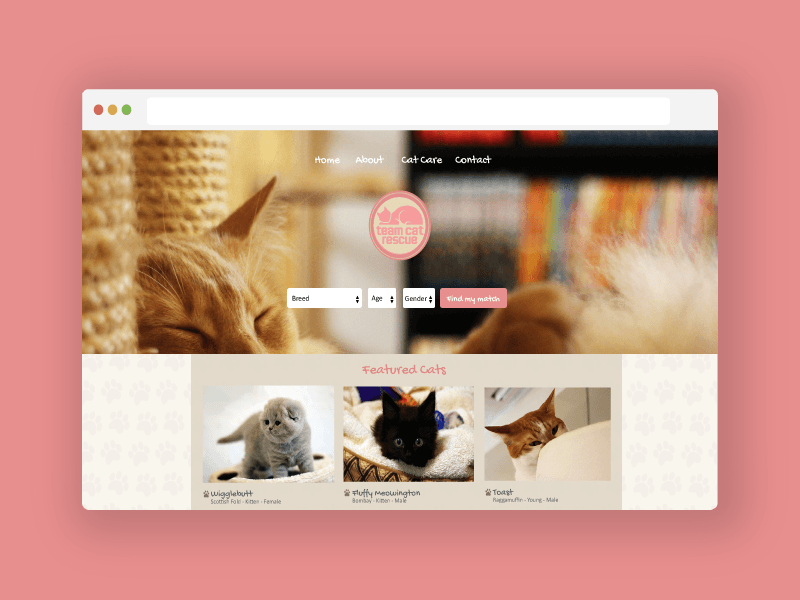 Home About Cat Care Contact
team cat
rescue
Breed Age Gender Find my match
Featured Cats
Wigglebutt
Scottish Fold - Kitten - Female
Fluffy Meowington
Bombay - Kitten - Male
Toast
Raggamuffin - Young - Male